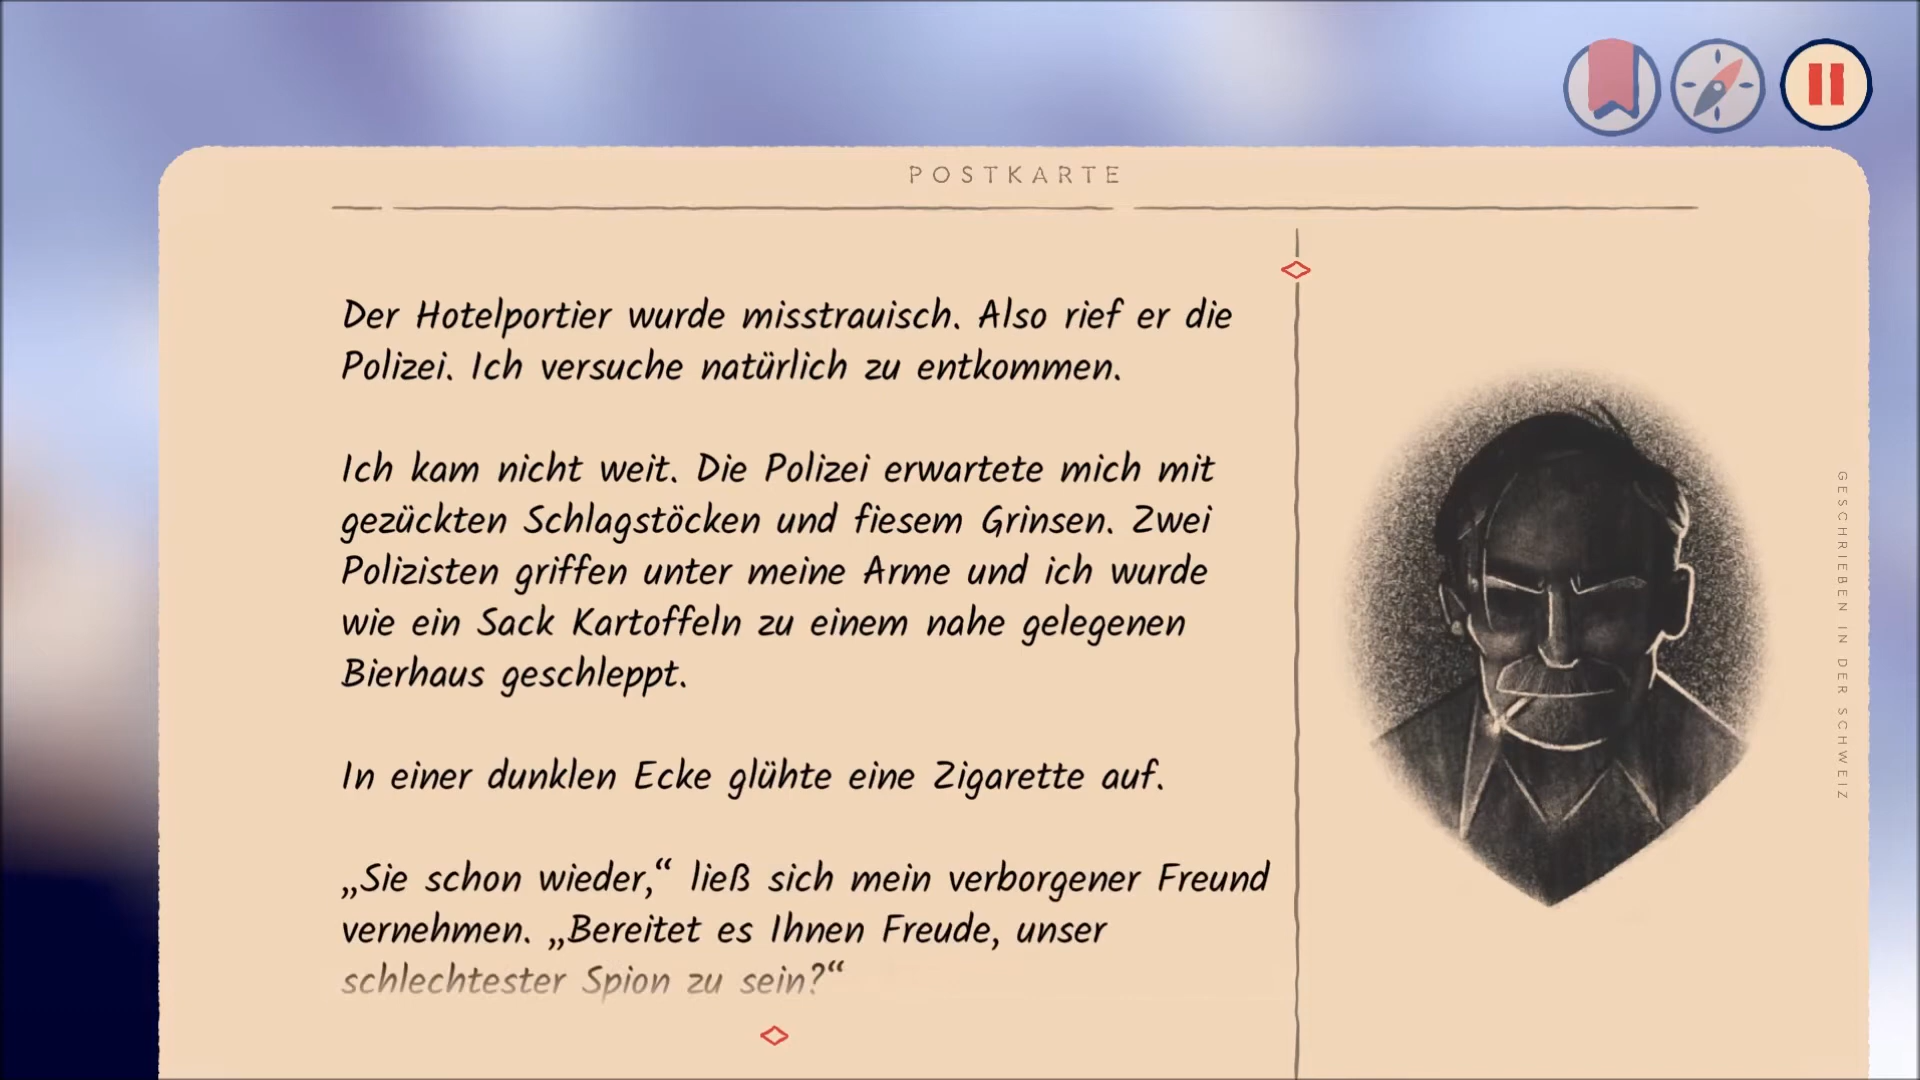 POSTKARTE
Der Hotelportier wurde misstrauisch. Also rief er die
Polizei. Ich versuche natürlich zu entkommen.
Ich kam nicht weit. Die Polizei erwartete mich mit
gezückten Schlagstöcken und fiesem Grinsen. Zwei
Polizisten griffen unter meine Arme und ich wurde
wie ein Sack Kartoffeln zu einem nahe gelegenen
Bierhaus geschleppt.
In einer dunklen Ecke glühte eine Zigarette auf.
„Sie schon wieder,“ ließ sich mein verborgener Freund
vernehmen. „Bereitet es Ihnen Freude, unser
schlechtester Spion zu sein?“
GESCHRIEBEN IN DER SCHWEIZ